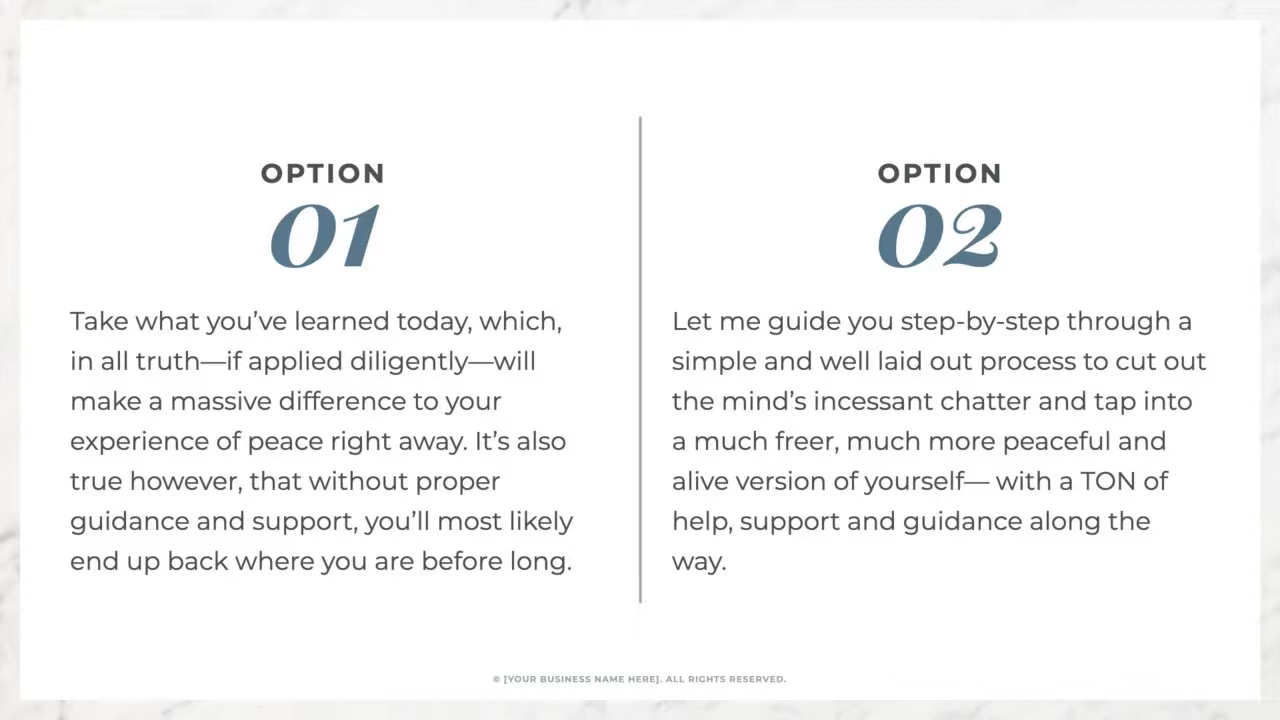 OPTION
01
Take what you’ve learned today, which,
in all truth—if applied diligently—will
make a massive difference to your
experience of peace right away. It’s also
true however, that without proper
guidance and support, you’ll most likely
end up back where you are before long.
OPTION
02
Let me guide you step-by-step through a
simple and well laid out process to cut out
the mind’s incessant chatter and tap into
a much freer, much more peaceful and
alive version of yourself— with a TON of
help, support and guidance along the
way.
© [YOUR BUSINESS NAME HERE]. ALL RIGHTS RESERVED.